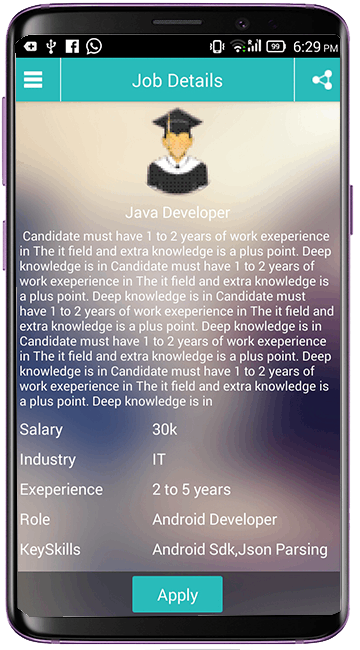 99 6:29 PM
Job Details
Java Developer
Candidate must have 1 to 2 years of work exeperience
in The it field and extra knowledge is a plus point. Deep
knowledge is in Candidate must have 1 to 2 years of
work exeperience in The it field and extra knowledge is
a plus point. Deep knowledge is in Candidate must
have 1 to 2 years of work exeperience in The it field and
extra knowledge is a plus point. Deep knowledge is in
Candidate must have 1 to 2 years of work exeperience
in The it field and extra knowledge is a plus point. Deep
knowledge is in Candidate must have 1 to 2 years of
work exeperience in The it field and extra knowledge is
a plus point. Deep knowledge is in
Salary 30k
Industry IT
Exeperience 2 to 5 years
Role Android Developer
KeySkills Android Sdk,Json Parsing
Apply